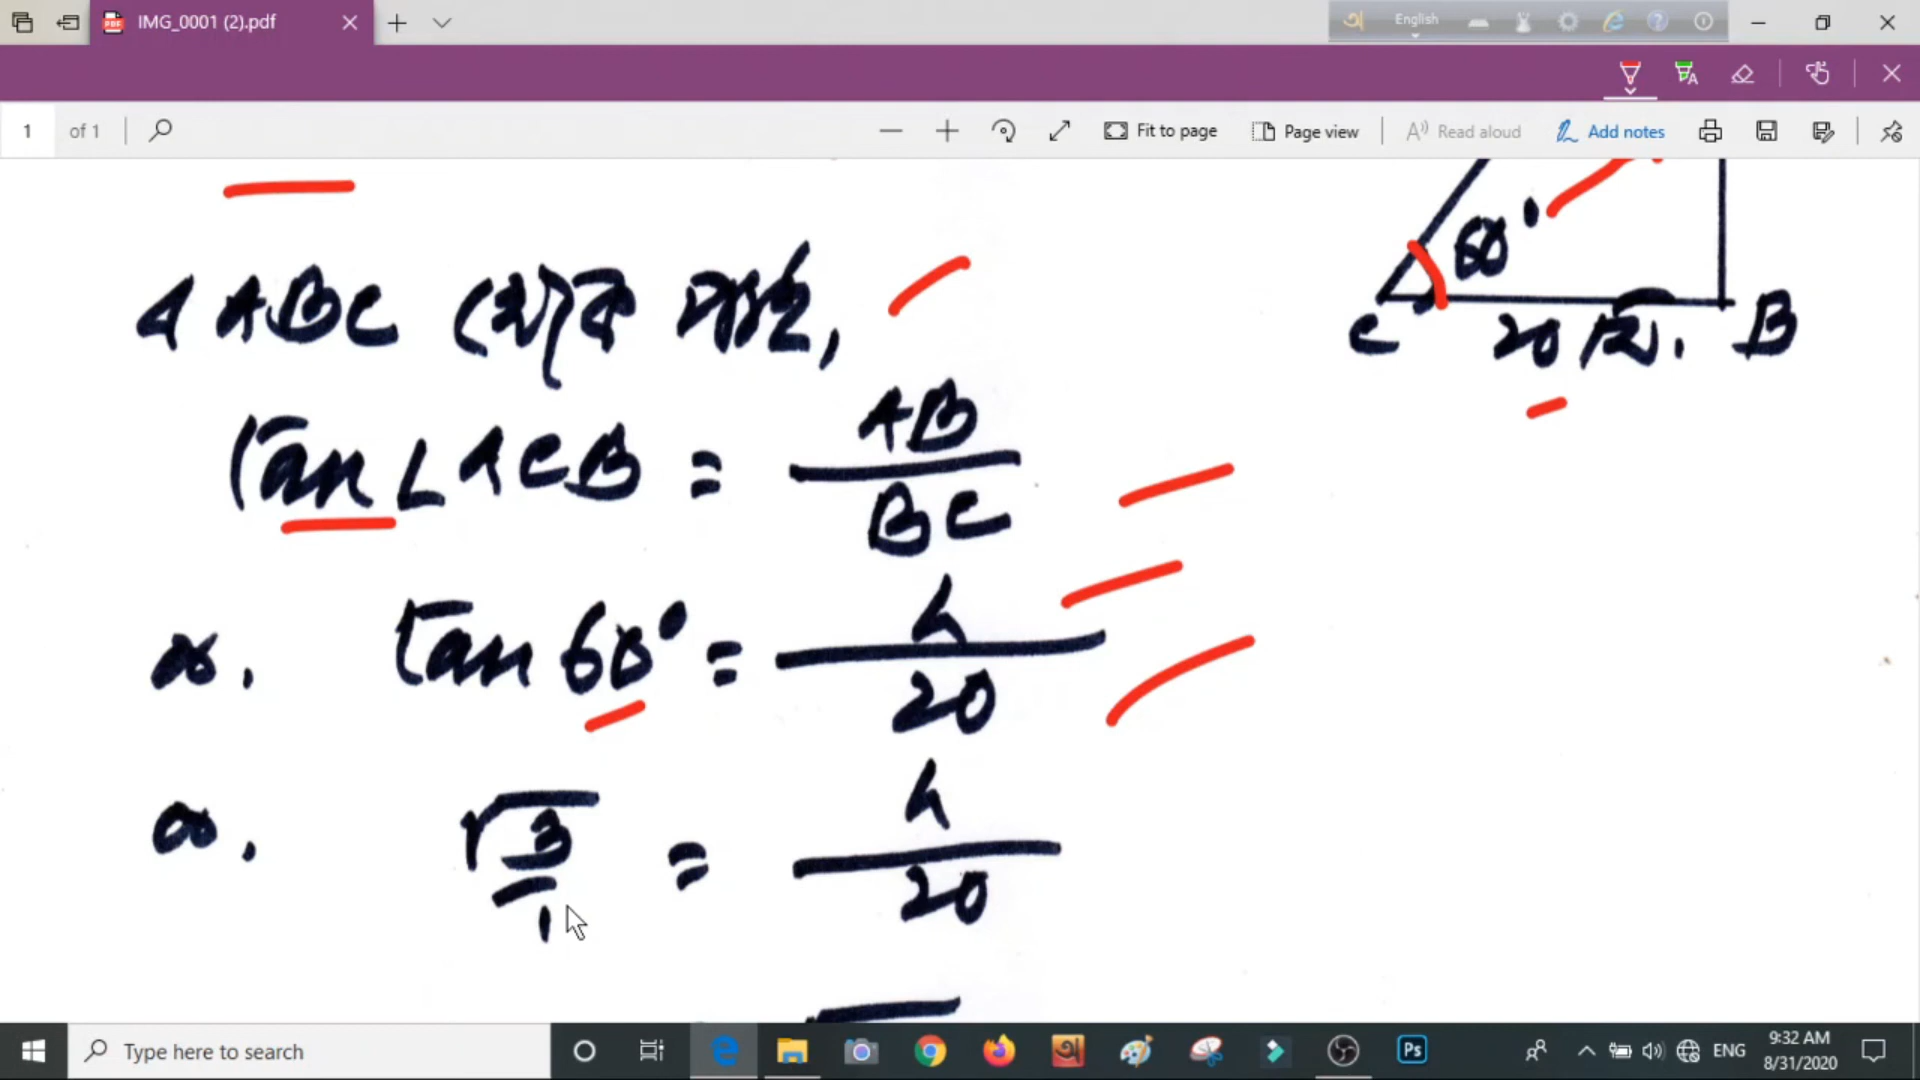 IMG_0001 (2).pdf
English
1 of 1
Fit to page
Page view
Read aloud
Add notes
60°
C 20 মি. B
Δ ABC থেকে পাই,
tan∠ACB = AB/BC
বা, tan 60° = h/20
বা, √3/1 = h/20
Type here to search
Ps
ENG
9:32 AM
8/31/2020